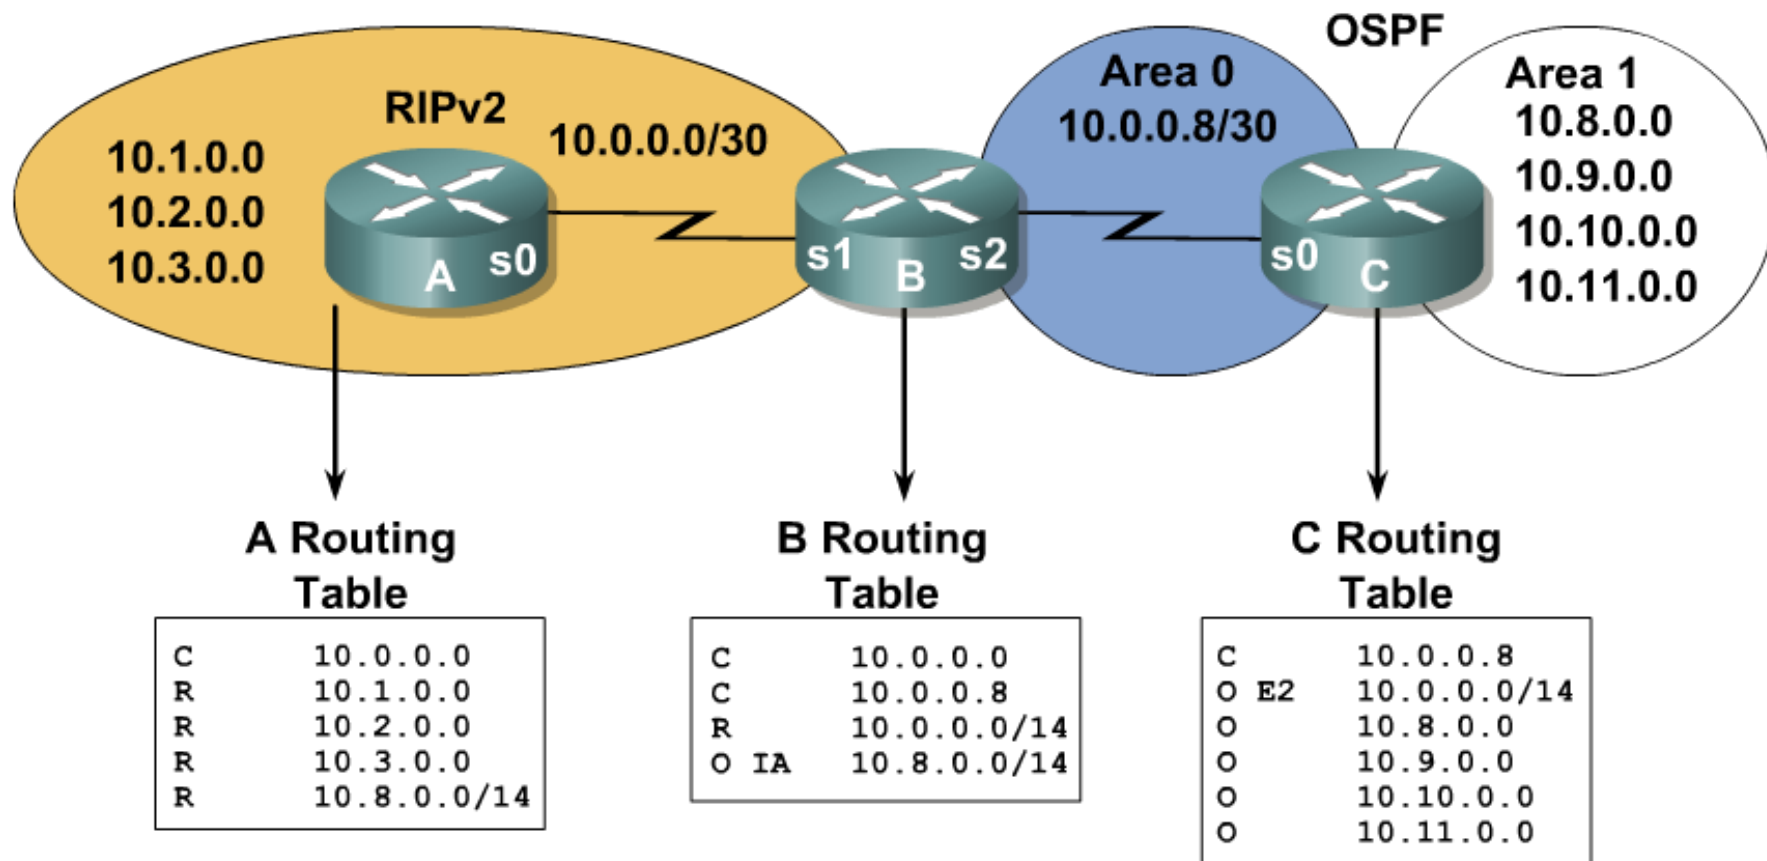 OSPF
RIPv2
10.1.0.0
10.2.0.0
10.3.0.0
10.0.0.0/30
Area 0
10.0.0.8/30
Area 1
10.8.0.0
10.9.0.0
10.10.0.0
10.11.0.0
A
s0
s1
B
s2
s0
C
A Routing
Table
C 10.0.0.0
R 10.1.0.0
R 10.2.0.0
R 10.3.0.0
R 10.8.0.0/14
B Routing
Table
C 10.0.0.0
C 10.0.0.8
R 10.0.0.0/14
O IA 10.8.0.0/14
C Routing
Table
C 10.0.0.8
O E2 10.0.0.0/14
O 10.8.0.0
O 10.9.0.0
O 10.10.0.0
O 10.11.0.0